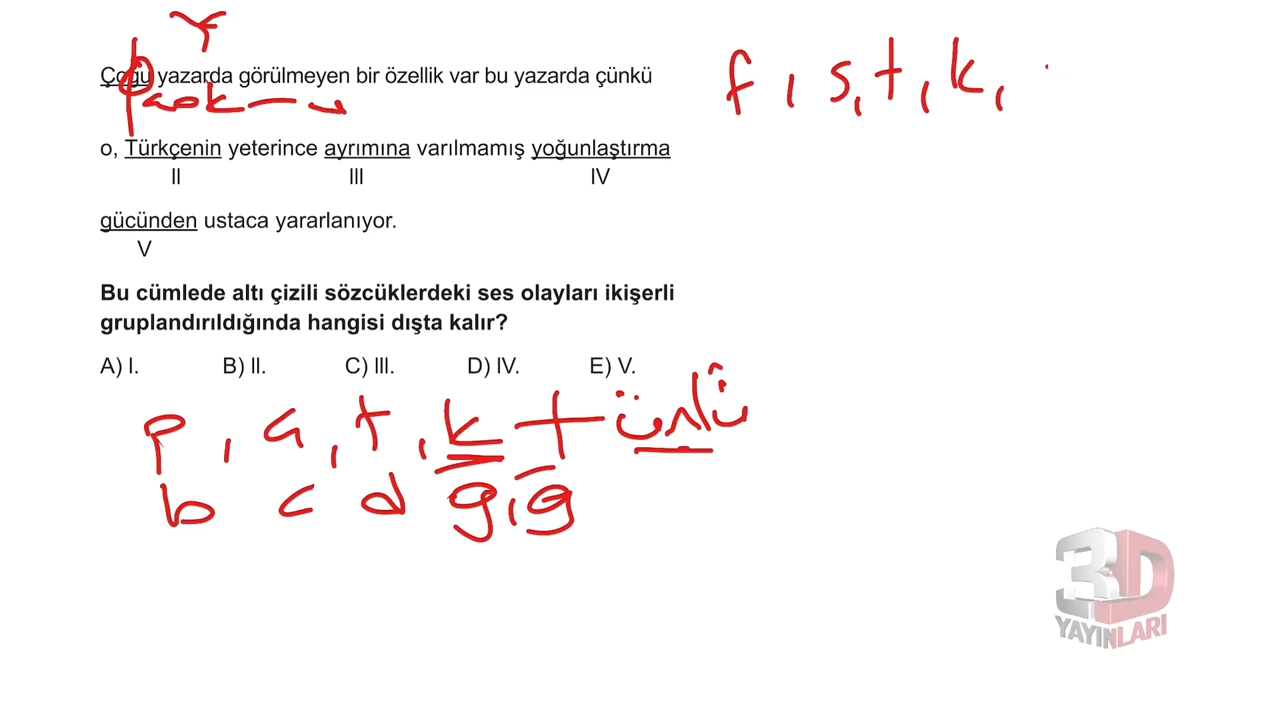 Çoğu yazarda görülmeyen bir özellik var bu yazarda çünkü
f, s, t, k,
o, Türkçenin yeterince ayrımına varılmamış yoğunlaştırma
II III IV
gücünden ustaca yararlanıyor.
V
Bu cümlede altı çizili sözcüklerdeki ses olayları ikişerli
gruplandırıldığında hangisi dışta kalır?
A) I. B) II. C) III. D) IV. E) V.
p, ç, t, k + ünlü
b c d g, ğ
3D
YAYINLARI